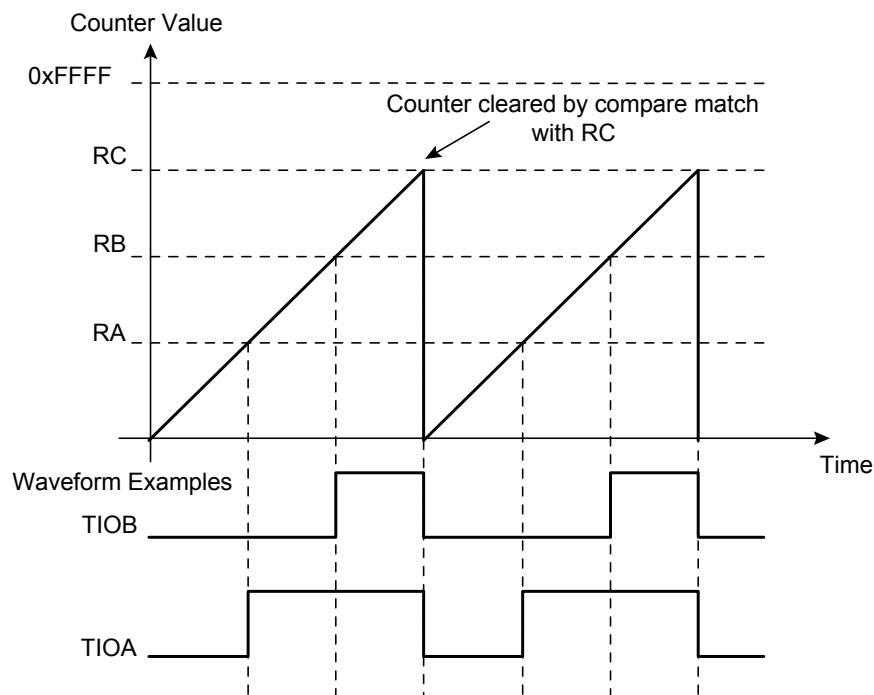 Counter Value
0xFFFF
Counter cleared by compare match
with RC
RC
RB
RA
Time
Waveform Examples
TIOB
TIOA